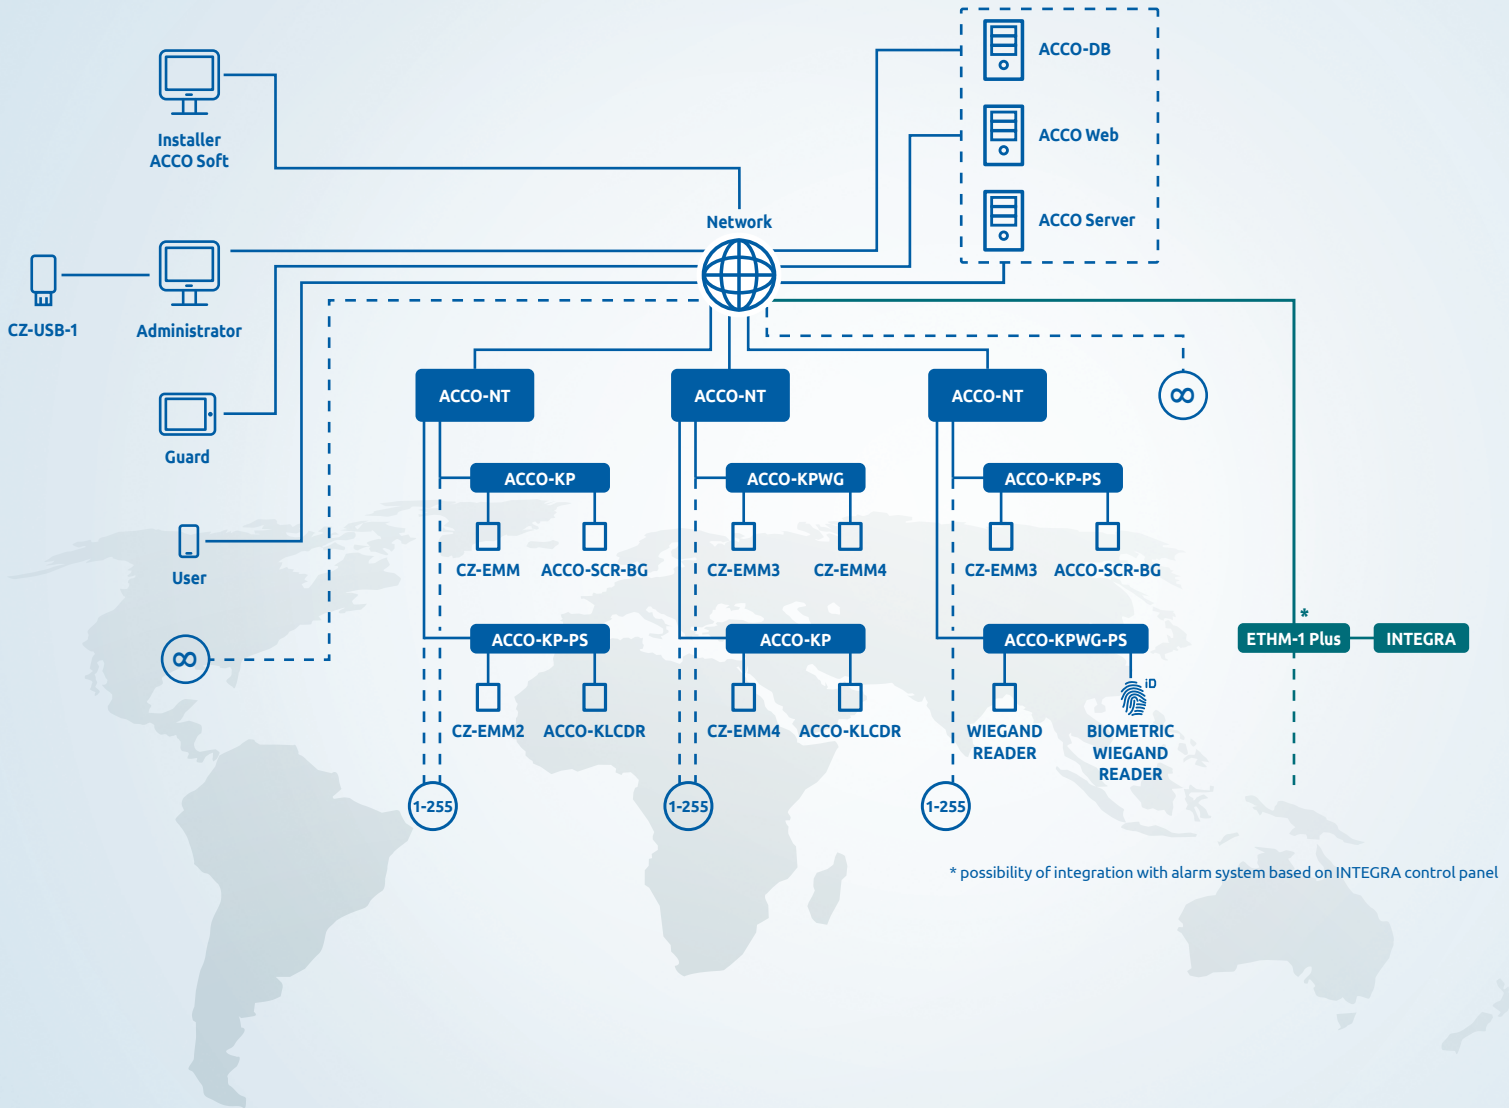 ACCO-DB
Installer
ACCO Soft
ACCO Web
Network
ACCO Server
CZ-USB-1
Administrator
ACCO-NT
ACCO-NT
ACCO-NT
∞
Guard
ACCO-KP
ACCO-KPWG
ACCO-KP-PS
CZ-EMM
ACCO-SCR-BG
CZ-EMM3
CZ-EMM4
CZ-EMM3
ACCO-SCR-BG
User
*
ACCO-KP-PS
ACCO-KP
ACCO-KPWG-PS
ETHM-1 Plus
INTEGRA
∞
iD
CZ-EMM2
ACCO-KLCDR
CZ-EMM4
ACCO-KLCDR
WIEGAND
READER
BIOMETRIC
WIEGAND
READER
1-255
1-255
1-255
* possibility of integration with alarm system based on INTEGRA control panel